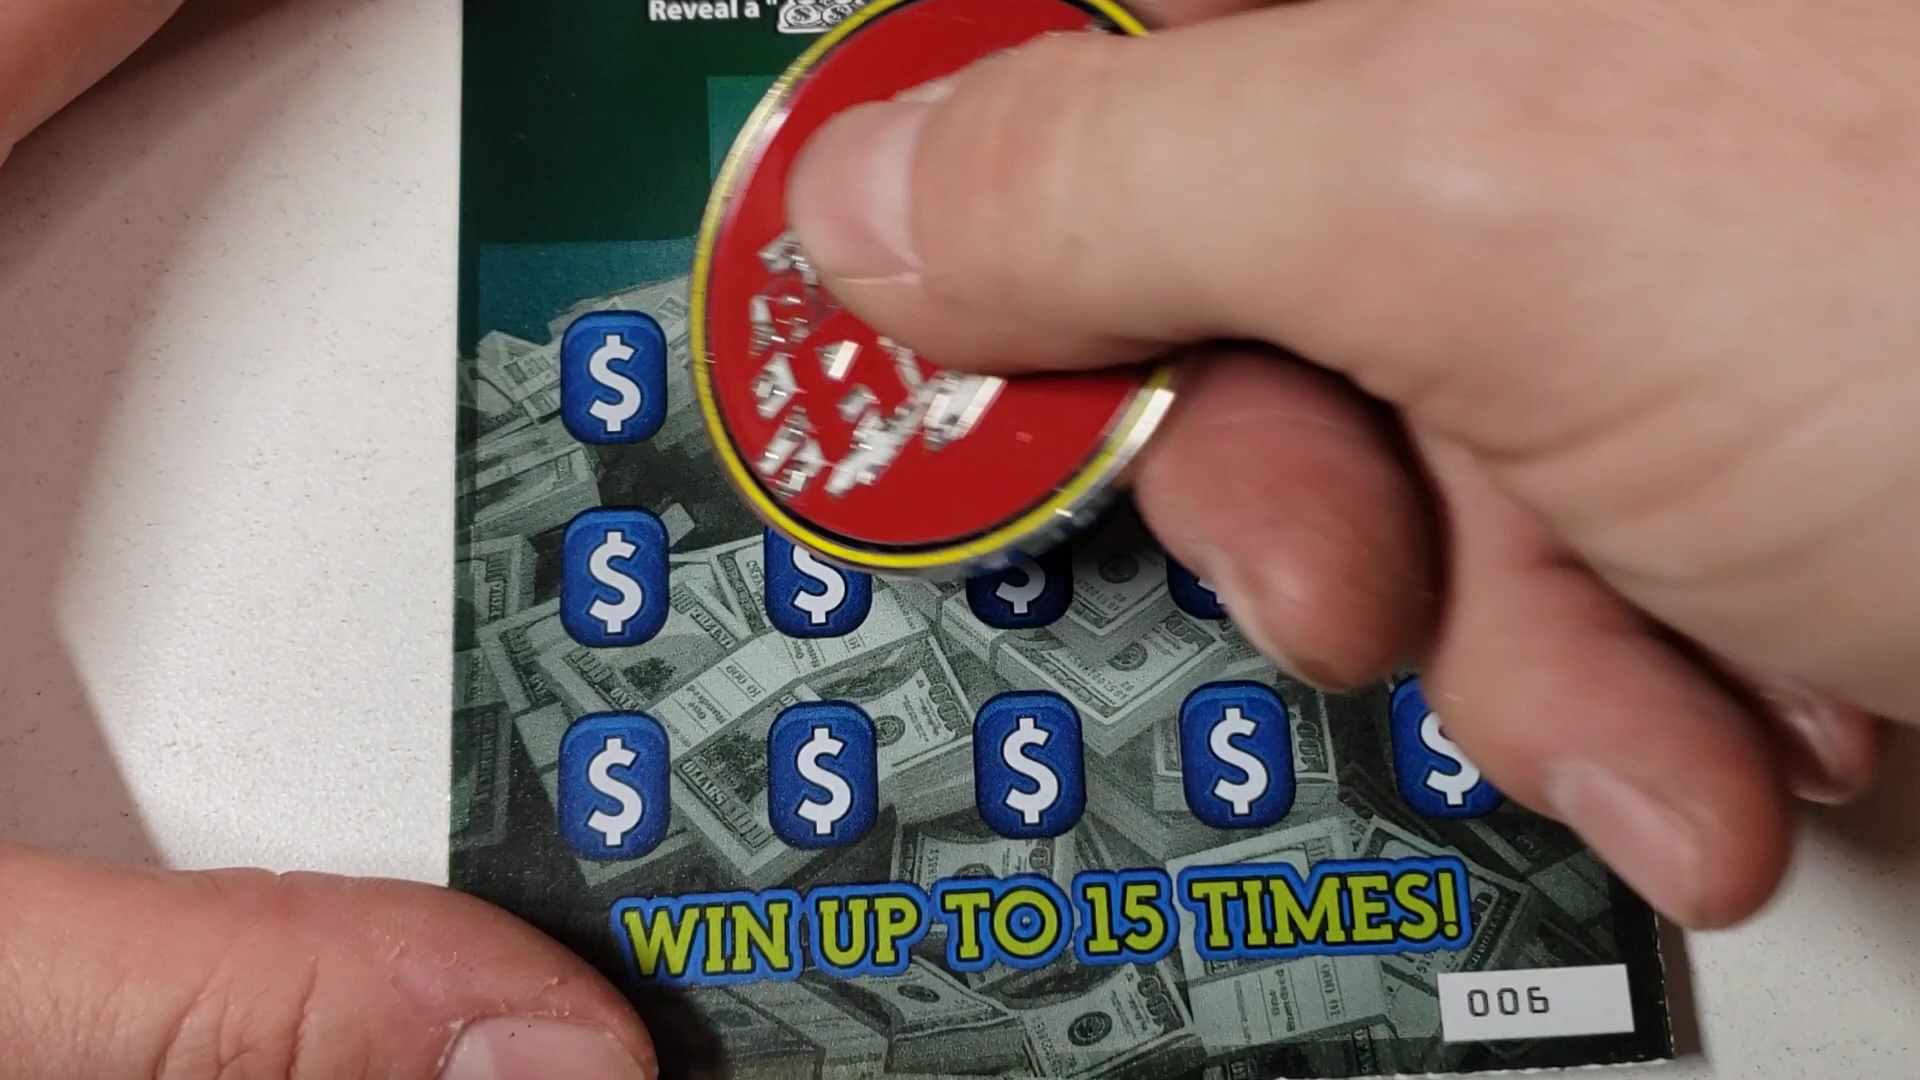 Reveal a "
$
$ $ $
$ $ $ $ $
WIN UP TO 15 TIMES!
006